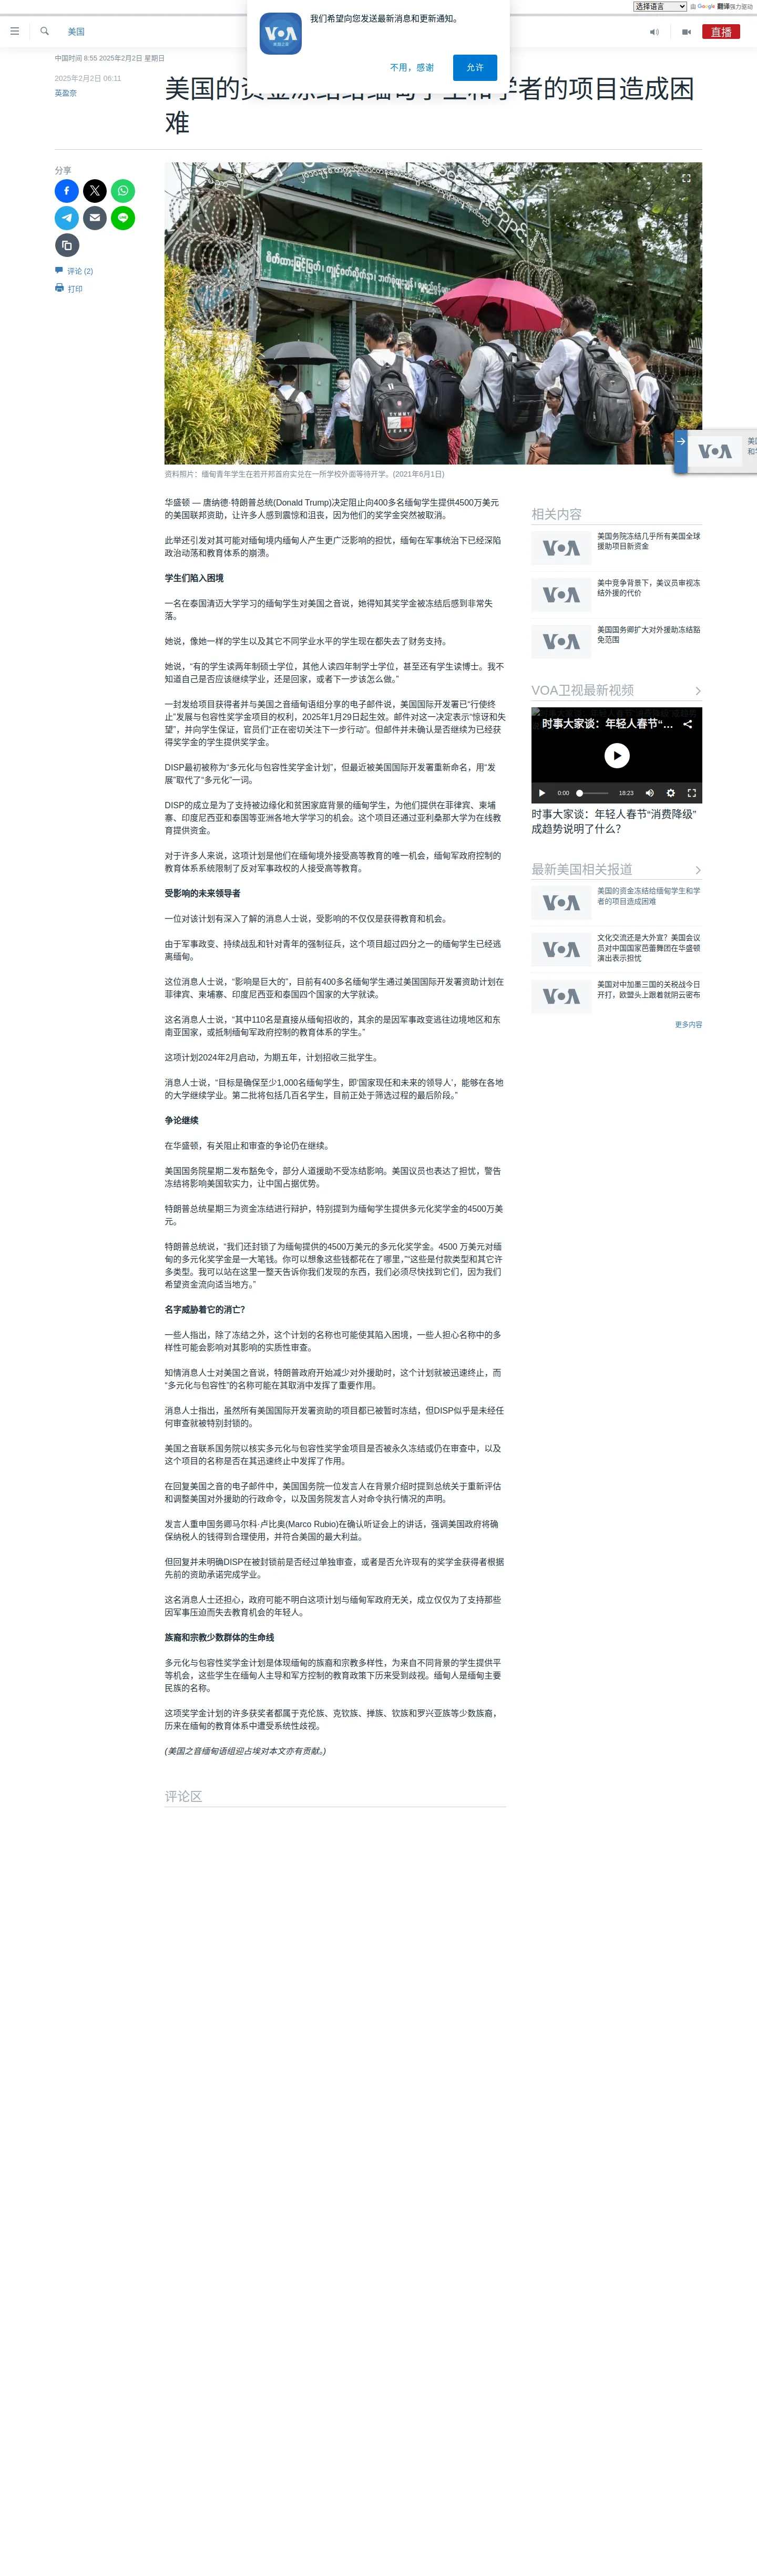 选择语言
由 Google 翻译强力驱动
我们希望向您发送最新消息和更新通知。
不用，感谢
允许
美国
直播
中国时间 8:55 2025年2月2日 星期日
2025年2月2日 06:11
英盈奈
难
分享
评论 (2)
打印
资料照片：缅甸青年学生在若开邦首府实兑在一所学校外面等待开学。(2021年6月1日)
华盛顿 — 唐纳德·特朗普总统(Donald Trump)决定阻止向400多名缅甸学生提供4500万美元
的美国联邦资助，让许多人感到震惊和沮丧，因为他们的奖学金突然被取消。
此举还引发对其可能对缅甸境内缅甸人产生更广泛影响的担忧，缅甸在军事统治下已经深陷
政治动荡和教育体系的崩溃。
学生们陷入困境
一名在泰国清迈大学学习的缅甸学生对美国之音说，她得知其奖学金被冻结后感到非常失
落。
她说，像她一样的学生以及其它不同学业水平的学生现在都失去了财务支持。
她说，“有的学生读两年制硕士学位，其他人读四年制学士学位，甚至还有学生读博士。我不
知道自己是否应该继续学业，还是回家，或者下一步该怎么做。”
一封发给项目获得者并与美国之音缅甸语组分享的电子邮件说，美国国际开发署已“行使终
止”发展与包容性奖学金项目的权利，2025年1月29日起生效。邮件对这一决定表示“惊讶和失
望”，并向学生保证，官员们“正在密切关注下一步行动”。但邮件并未确认是否继续为已经获
得奖学金的学生提供奖学金。
DISP最初被称为“多元化与包容性奖学金计划”，但最近被美国国际开发署重新命名，用“发
展”取代了“多元化”一词。
DISP的成立是为了支持被边缘化和贫困家庭背景的缅甸学生，为他们提供在菲律宾、柬埔
寨、印度尼西亚和泰国等亚洲各地大学学习的机会。这个项目还通过亚利桑那大学为在线教
育提供资金。
对于许多人来说，这项计划是他们在缅甸境外接受高等教育的唯一机会，缅甸军政府控制的
教育体系系统限制了反对军事政权的人接受高等教育。
受影响的未来领导者
一位对该计划有深入了解的消息人士说，受影响的不仅仅是获得教育和机会。
由于军事政变、持续战乱和针对青年的强制征兵，这个项目超过四分之一的缅甸学生已经逃
离缅甸。
这位消息人士说，“影响是巨大的”，目前有400多名缅甸学生通过美国国际开发署资助计划在
菲律宾、柬埔寨、印度尼西亚和泰国四个国家的大学就读。
这名消息人士说，“其中110名是直接从缅甸招收的，其余的是因军事政变逃往边境地区和东
南亚国家，或抵制缅甸军政府控制的教育体系的学生。”
这项计划2024年2月启动，为期五年，计划招收三批学生。
消息人士说，“目标是确保至少1,000名缅甸学生，即‘国家现任和未来的领导人’，能够在各地
的大学继续学业。第二批将包括几百名学生，目前正处于筛选过程的最后阶段。”
争论继续
在华盛顿，有关阻止和审查的争论仍在继续。
美国国务院星期二发布豁免令，部分人道援助不受冻结影响。美国议员也表达了担忧，警告
冻结将影响美国软实力，让中国占据优势。
特朗普总统星期三为资金冻结进行辩护，特别提到为缅甸学生提供多元化奖学金的4500万美
元。
特朗普总统说，“我们还封锁了为缅甸提供的4500万美元的多元化奖学金。4500 万美元对缅
甸的多元化奖学金是一大笔钱。你可以想象这些钱都花在了哪里，”“这些是付款类型和其它许
多类型。我可以站在这里一整天告诉你我们发现的东西，我们必须尽快找到它们，因为我们
希望资金流向适当地方。”
名字威胁着它的消亡？
一些人指出，除了冻结之外，这个计划的名称也可能使其陷入困境，一些人担心名称中的多
样性可能会影响对其影响的实质性审查。
知情消息人士对美国之音说，特朗普政府开始减少对外援助时，这个计划就被迅速终止，而
“多元化与包容性”的名称可能在其取消中发挥了重要作用。
消息人士指出，虽然所有美国国际开发署资助的项目都已被暂时冻结，但DISP似乎是未经任
何审查就被特别封锁的。
美国之音联系国务院以核实多元化与包容性奖学金项目是否被永久冻结或仍在审查中，以及
这个项目的名称是否在其迅速终止中发挥了作用。
在回复美国之音的电子邮件中，美国国务院一位发言人在背景介绍时提到总统关于重新评估
和调整美国对外援助的行政命令，以及国务院发言人对命令执行情况的声明。
发言人重申国务卿马尔科·卢比奥(Marco Rubio)在确认听证会上的讲话，强调美国政府将确
保纳税人的钱得到合理使用，并符合美国的最大利益。
但回复并未明确DISP在被封锁前是否经过单独审查，或者是否允许现有的奖学金获得者根据
先前的资助承诺完成学业。
这名消息人士还担心，政府可能不明白这项计划与缅甸军政府无关，成立仅仅为了支持那些
因军事压迫而失去教育机会的年轻人。
族裔和宗教少数群体的生命线
多元化与包容性奖学金计划是体现缅甸的族裔和宗教多样性，为来自不同背景的学生提供平
等机会，这些学生在缅甸人主导和军方控制的教育政策下历来受到歧视。缅甸人是缅甸主要
民族的名称。
这项奖学金计划的许多获奖者都属于克伦族、克钦族、掸族、钦族和罗兴亚族等少数族裔，
历来在缅甸的教育体系中遭受系统性歧视。
(美国之音缅甸语组迎占埃对本文亦有贡献。)
评论区
相关内容
美国务院冻结几乎所有美国全球
援助项目新资金
美中竞争背景下，美议员审视冻
结外援的代价
美国国务卿扩大对外援助冻结豁
免范围
VOA卫视最新视频
时事大家谈：年轻人春节“...
0:00
18:23
时事大家谈：年轻人春节“消费降级”
成趋势说明了什么？
最新美国相关报道
美国的资金冻结给缅甸学生和学
者的项目造成困难
文化交流还是大外宣？美国会议
员对中国国家芭蕾舞团在华盛顿
演出表示担忧
美国对中加墨三国的关税战今日
开打，欧盟头上跟着就阴云密布
更多内容